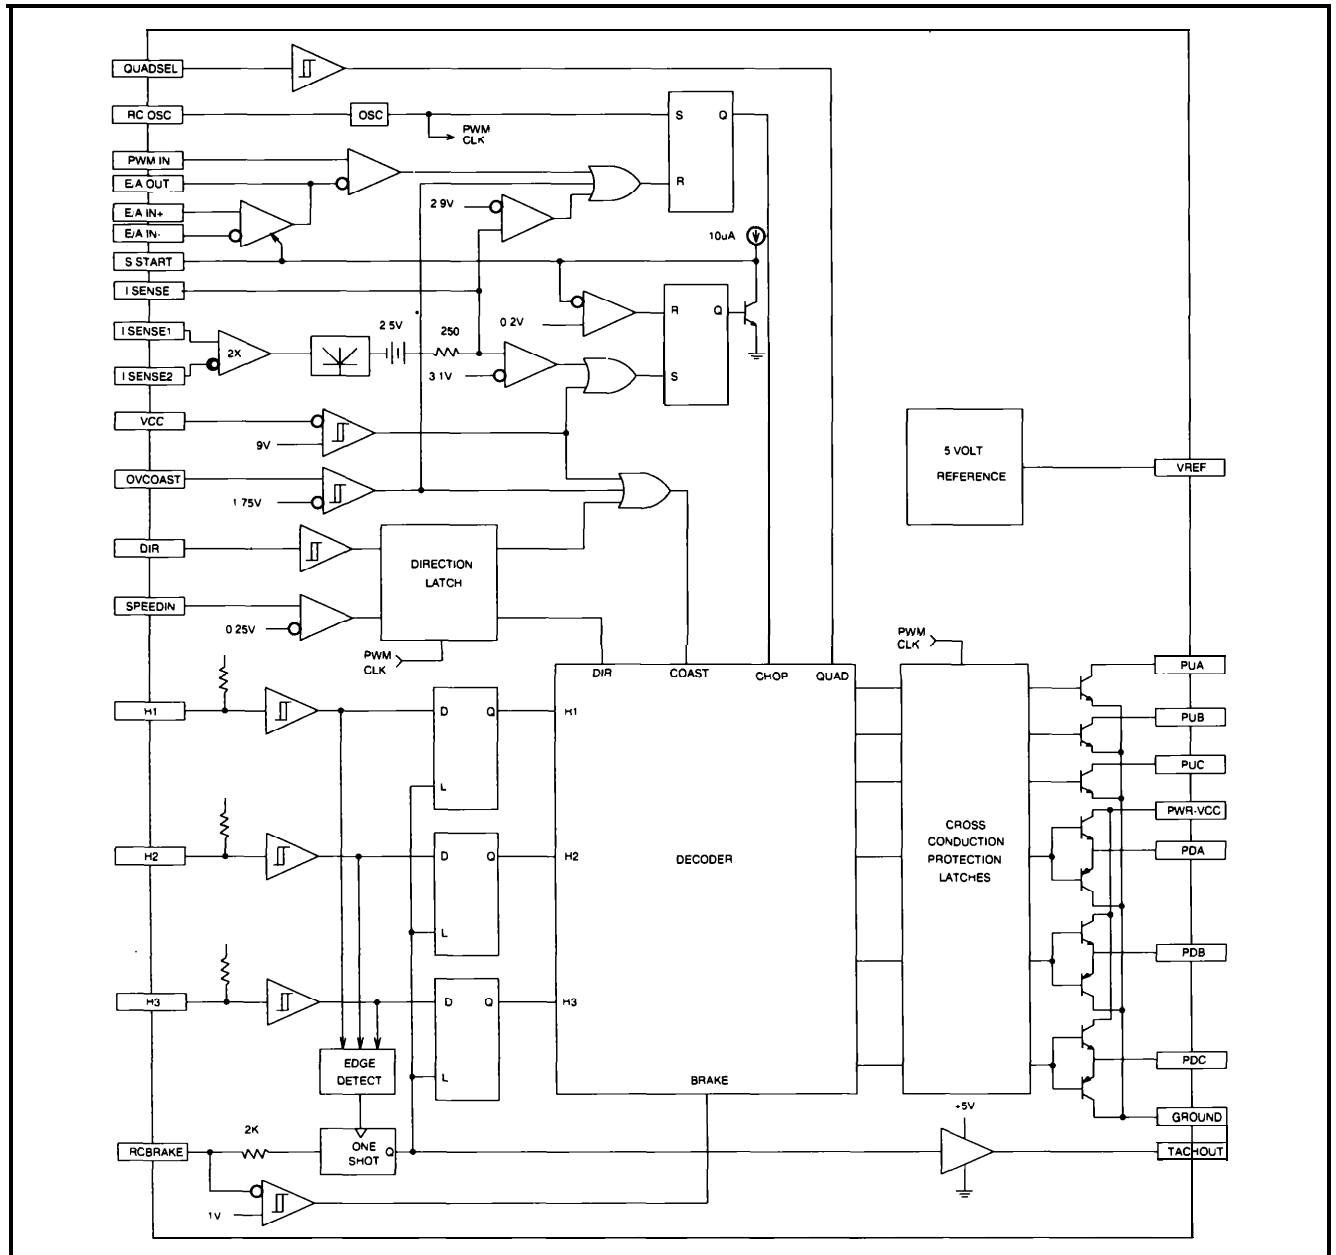 QUADSEL
RC OSC
OSC
PWM
CLK
S
Q
R
PWM IN
E/A OUT
E/A IN+
E/A IN-
2 9V
10uA
S START
I SENSE
I SENSE1
I SENSE2
2X
2 5V
250
0 2V
3 1V
R
Q
S
VCC
9V
OVCOAST
1 75V
5 VOLT
REFERENCE
VREF
DIR
DIRECTION
LATCH
SPEEDIN
0 25V
PWM
CLK
PWM
CLK
DIR
COAST
CHOP
QUAD
PUA
H1
D
Q
L
H1
PUB
PUC
PWR-VCC
H2
D
Q
L
H2
DECODER
CROSS
CONDUCTION
PROTECTION
LATCHES
PDA
PDB
H3
D
Q
L
H3
EDGE
DETECT
BRAKE
PDC
+5V
GROUND
RCBRAKE
2K
ONE
SHOT
Q
TACHOUT
1V